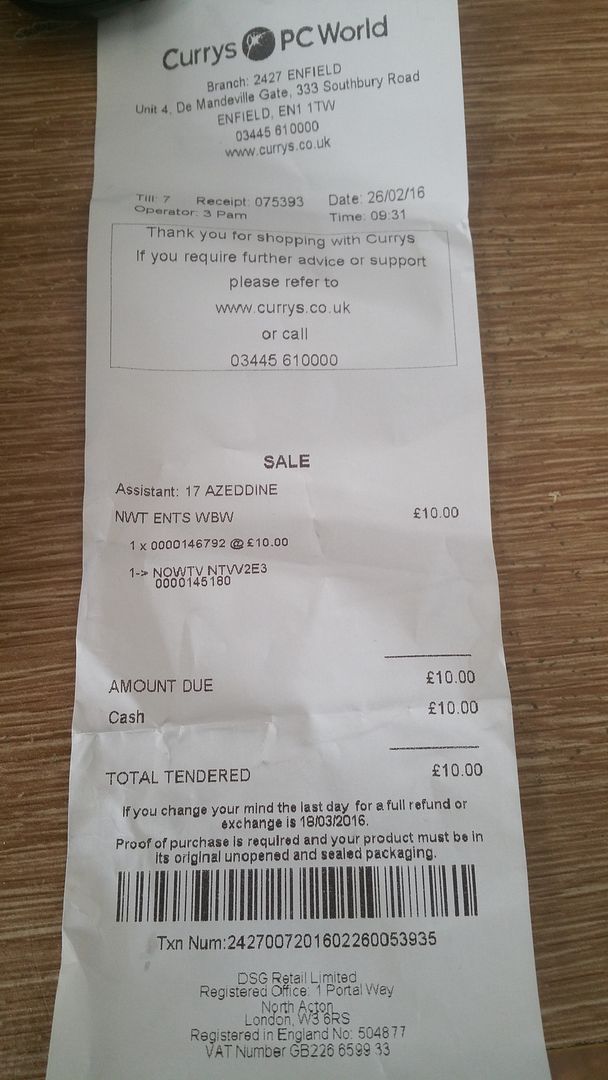 Currys PC World
Branch: 2427 ENFIELD
Unit 4, De Mandeville Gate, 333 Southbury Road
ENFIELD, EN1 1TW
03445 610000
www.currys.co.uk
Till: 7 Receipt: 075393 Date: 26/02/16
Operator: 3 Pam Time: 09:31
Thank you for shopping with Currys
If you require further advice or support
please refer to
www.currys.co.uk
or call
03445 610000
SALE
Assistant: 17 AZEDDINE
NWT ENTS WBW £10.00
1 x 0000146792 @ £10.00
1-> NOWTV NTVV2E3
0000145180
AMOUNT DUE £10.00
Cash £10.00
TOTAL TENDERED £10.00
If you change your mind the last day for a full refund or
exchange is 18/03/2016.
Proof of purchase is required and your product must be in
its original unopened and sealed packaging.
Txn Num:2427007201602260053935
DSG Retail Limited
Registered Office: 1 Portal Way
North Acton
London, W3 6RS
Registered in England No: 504877
VAT Number GB226 6599 33